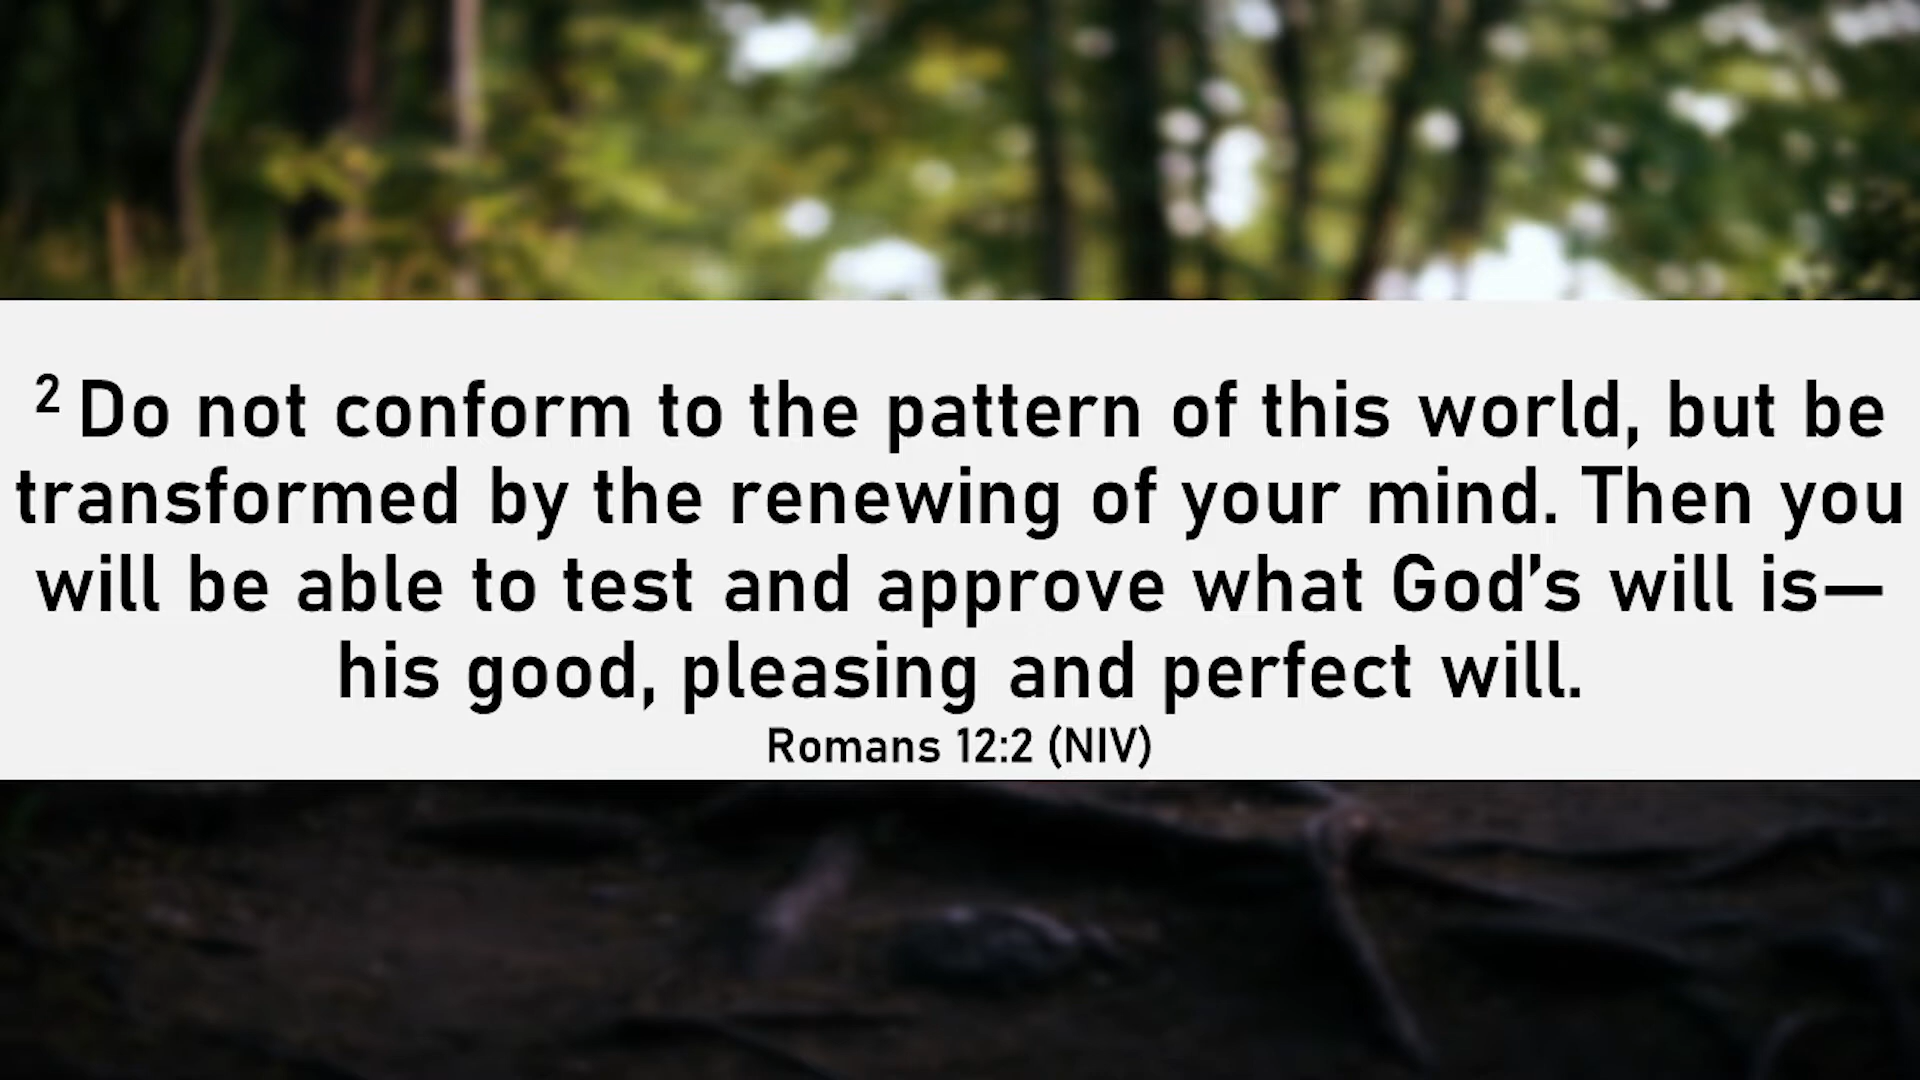 2 Do not conform to the pattern of this world, but be
transformed by the renewing of your mind. Then you
will be able to test and approve what God’s will is—
his good, pleasing and perfect will.
Romans 12:2 (NIV)